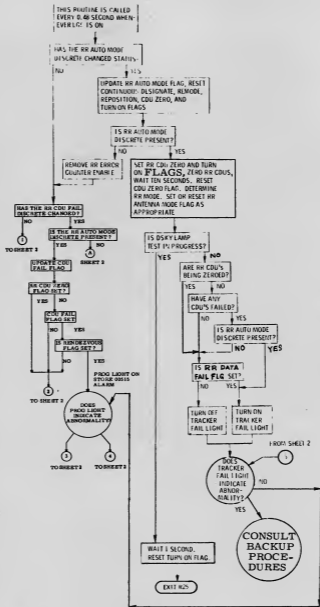 THIS ROUTINE IS CALLED
EVERY 0.48 SECOND WHEN-
EVER LGC IS ON
HAS THE RR AUTO MODE
DISCRETE CHANGED STATUS
NO
YES
UPDATE RR AUTO MODE FLAG, RESET
CONTINUOUS DESIGNATE, REMODE,
REPOSITION, CDU ZERO, AND
TURN ON FLAGS
IS RR AUTO MODE
DISCRETE PRESENT?
NO
YES
REMOVE RR ERROR
COUNTER ENABLE
SET RR CDU ZERO AND TURN
ON FLAGS, ZERO RR CDUS,
WAIT TEN SECONDS. RESET
CDU ZERO FLAG. DETERMINE
RR MODE. SET OR RESET RR
ANTENNA MODE FLAG AS
APPROPRIATE
HAS THE RR CDU FAIL
DISCRETE CHANGED?
NO
YES
TO SHEET 2
IS THE RR AUTO MODE
DISCRETE PRESENT?
YES
NO
SHEET 2
UPDATE CDU
FAIL FLAG
RR CDU ZERO
FLAG SET?
YES
NO
CDU FAIL
FLAG SET
YES
NO
IS RENDEZVOUS
FLAG SET?
YES
NO
TO SHEET 2
PROG LIGHT ON
STORE 00515
ALARM
DOES
PROG LIGHT
INDICATE
ABNORMALITY?
3
4
TO SHEET 2
TO SHEET 2
IS DSKY LAMP
TEST IN PROGRESS?
YES
NO
ARE RR CDU'S
BEING ZEROED?
YES
NO
HAVE ANY
CDU'S FAILED?
NO
YES
IS RR AUTO MODE
DISCRETE PRESENT?
NO
YES
IS RR DATA
FAIL FLG SET?
NO
YES
TURN OFF
TRACKER
FAIL LIGHT
TURN ON
TRACKER
FAIL LIGHT
FROM SHEET 2
DOES
TRACKER
FAIL LIGHT
INDICATE
ABNOR-
MALITY?
NO
YES
CONSULT
BACKUP
PROCE-
DURES
WAIT 5 SECOND.
RESET TURN ON FLAG
EXIT R25